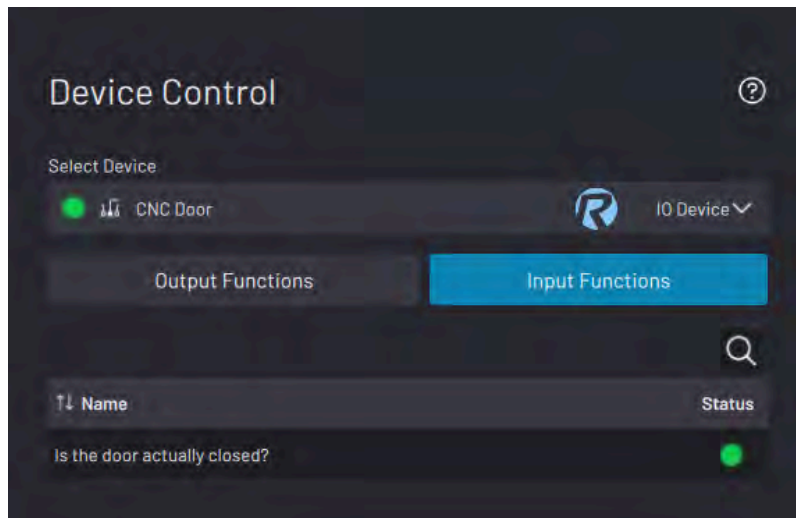 Device Control
Select Device
CNC Door
R
IO Device
Output Functions
Input Functions
Name
Status
Is the door actually closed?